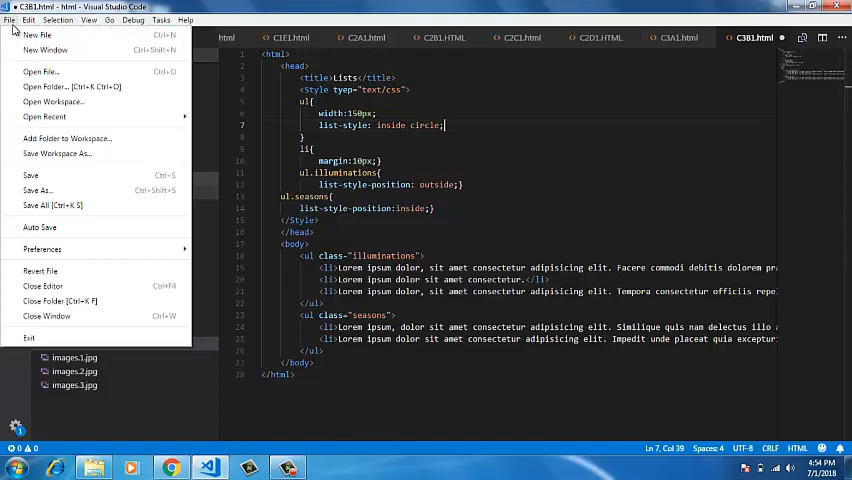 C3B1.html - html - Visual Studio Code
File Edit Selection View Go Debug Tasks Help
html C1E1.html C2A1.html C2B1.HTML C2C1.html C2D1.HTML C3A1.html C3B1.html
New File Ctrl+N
New Window Ctrl+Shift+N
Open File... Ctrl+O
Open Folder... [Ctrl+K Ctrl+O]
Open Workspace...
Open Recent
Add Folder to Workspace...
Save Workspace As...
Save Ctrl+S
Save As... Ctrl+Shift+S
Save All [Ctrl+K S]
Auto Save
Preferences
Revert File
Close Editor Ctrl+F4
Close Folder [Ctrl+K F]
Close Window Ctrl+W
Exit
images.1.jpg
images.2.jpg
images.3.jpg
1 <html>
2 <head>
3 <title>Lists</title>
4 <Style tyep="text/css">
5 ul{
6 width:150px;
7 list-style: inside circle;
8 }
9 li{
10 margin:10px;}
11 ul.illuminations{
12 list-style-position: outside;}
13 ul.seasons{
14 list-style-position:inside;}
15 </Style>
16 </head>
17 <body>
18 <ul class="illuminations">
19 <li>Lorem ipsum dolor, sit amet consectetur adipisicing elit. Facere commodi debitis dolorem pra
20 <li>Lorem ipsum dolor sit amet consectetur.</li>
21 <li>Lorem ipsum dolor sit amet consectetur adipisicing elit. Tempora consectetur officiis repel
22 </ul>
23 <ul class="seasons">
24 <li>Lorem ipsum, dolor sit amet consectetur adipisicing elit. Similique quis nam deleniti illo a
25 <li>Lorem ipsum dolor sit amet consectetur adipisicing elit. Impedit unde placeat quia excepturi
26 </ul>
27 </body>
28 </html>
1
0 0 Ln 7, Col 39 Spaces: 4 UTF-8 CRLF HTML
4:54 PM
7/1/2018